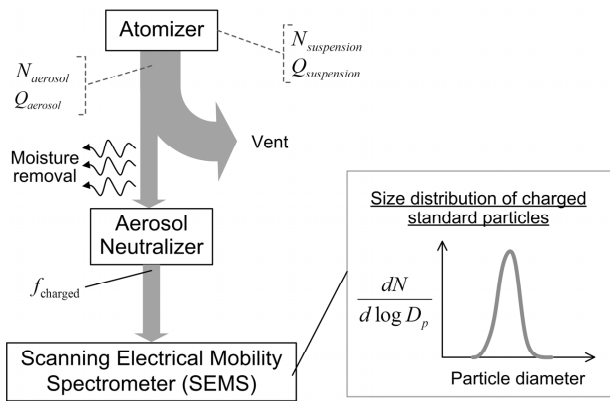 Atomizer
N_suspension
Q_suspension
N_aerosol
Q_aerosol
Vent
Moisture
removal
Aerosol
Neutralizer
f_charged
Scanning Electrical Mobility
Spectrometer (SEMS)
Size distribution of charged
standard particles
dN
d log D_p
Particle diameter